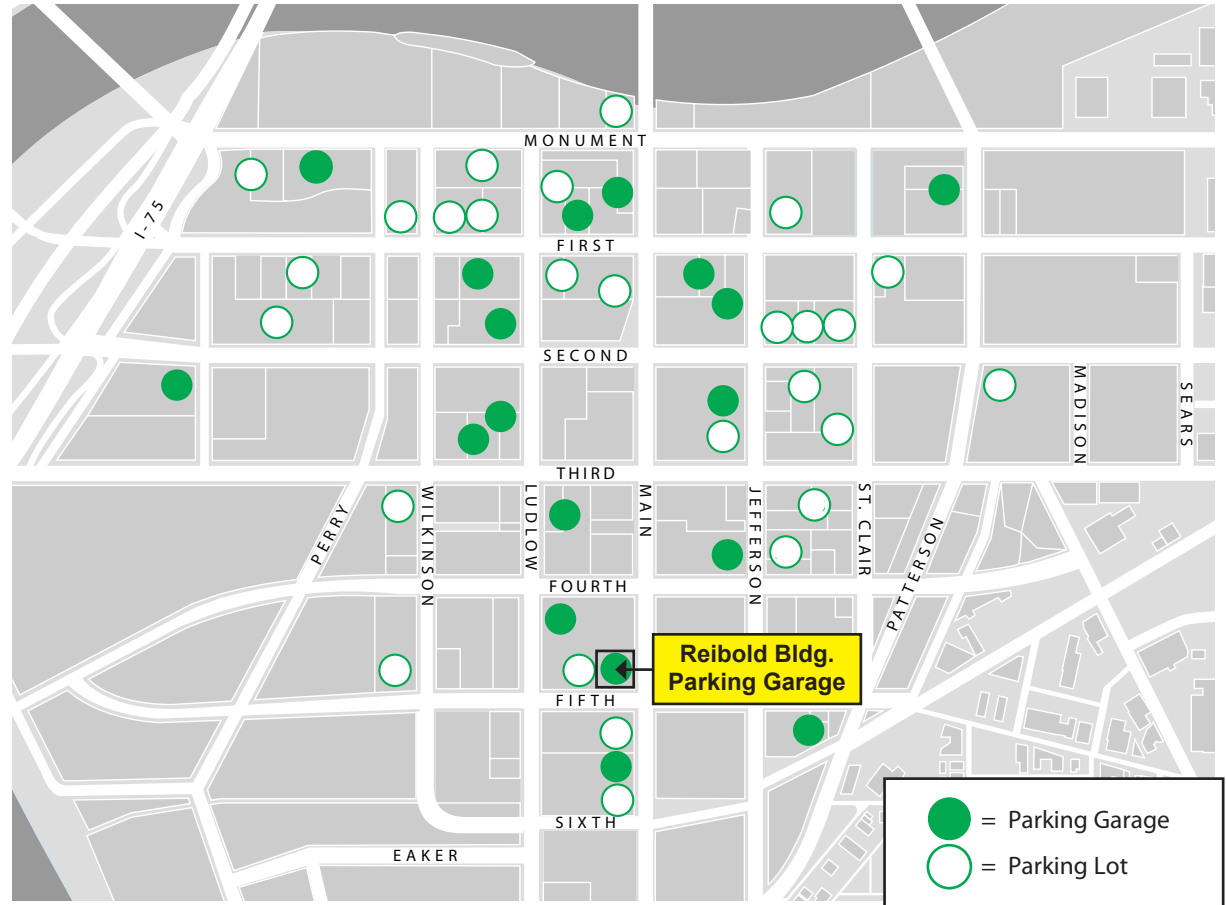 MONUMENT
I-75
FIRST
SECOND
MADISON
SEARS
THIRD
PERRY
WILKINSON
LUDLOW
MAIN
JEFFERSON
ST. CLAIR
PATTERSON
FOURTH
Reibold Bldg.
Parking Garage
FIFTH
SIXTH
EAKER
= Parking Garage
= Parking Lot